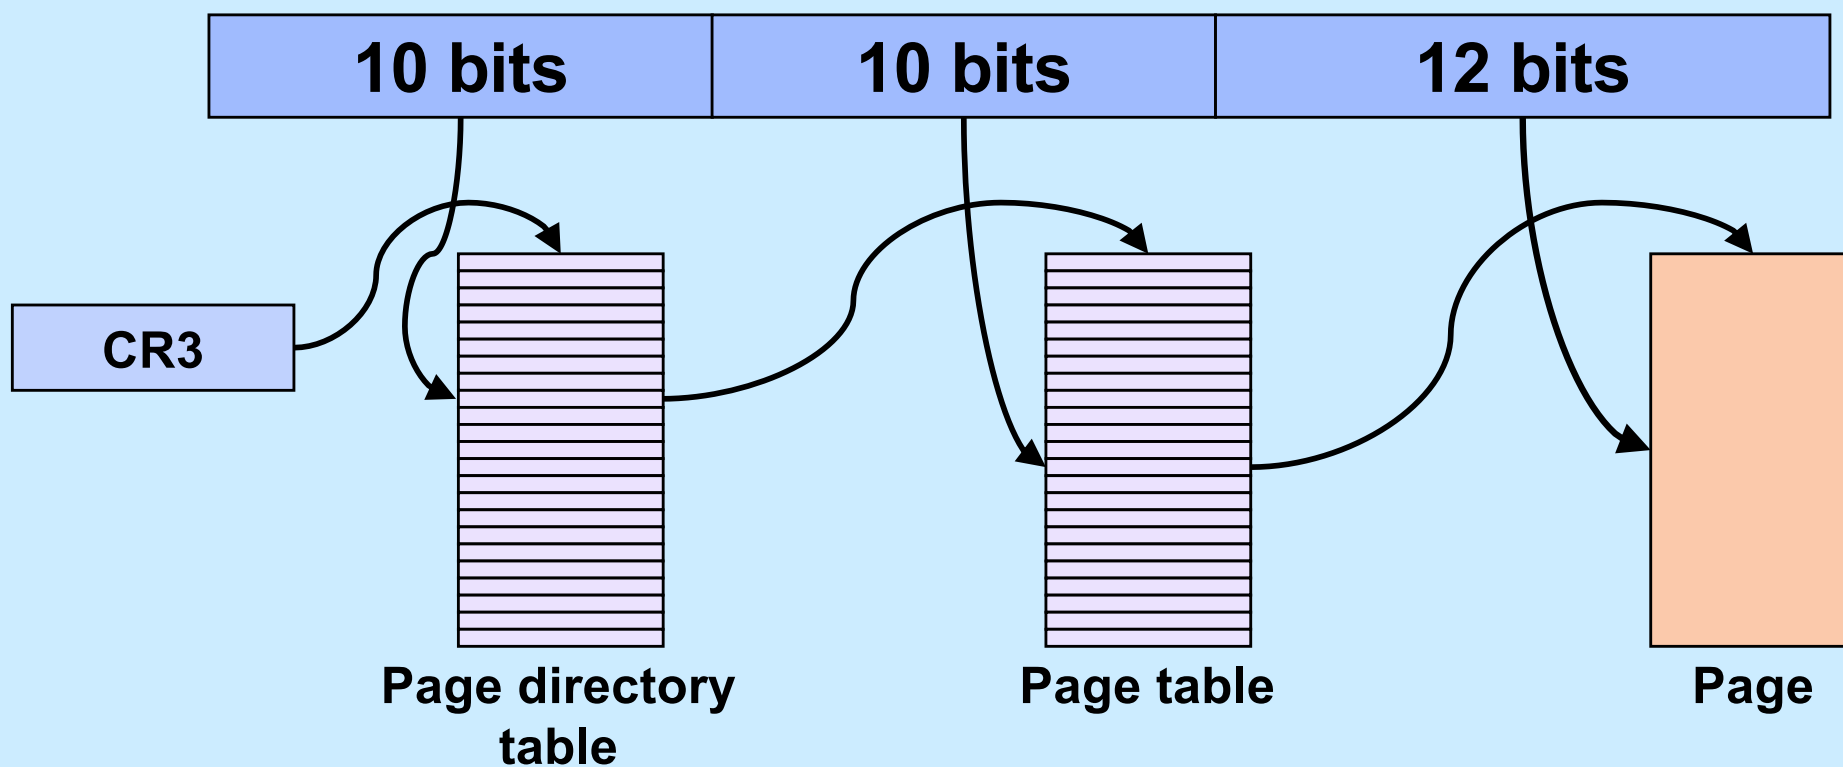 10 bits 10 bits 12 bits
CR3
Page directory
table
Page table
Page